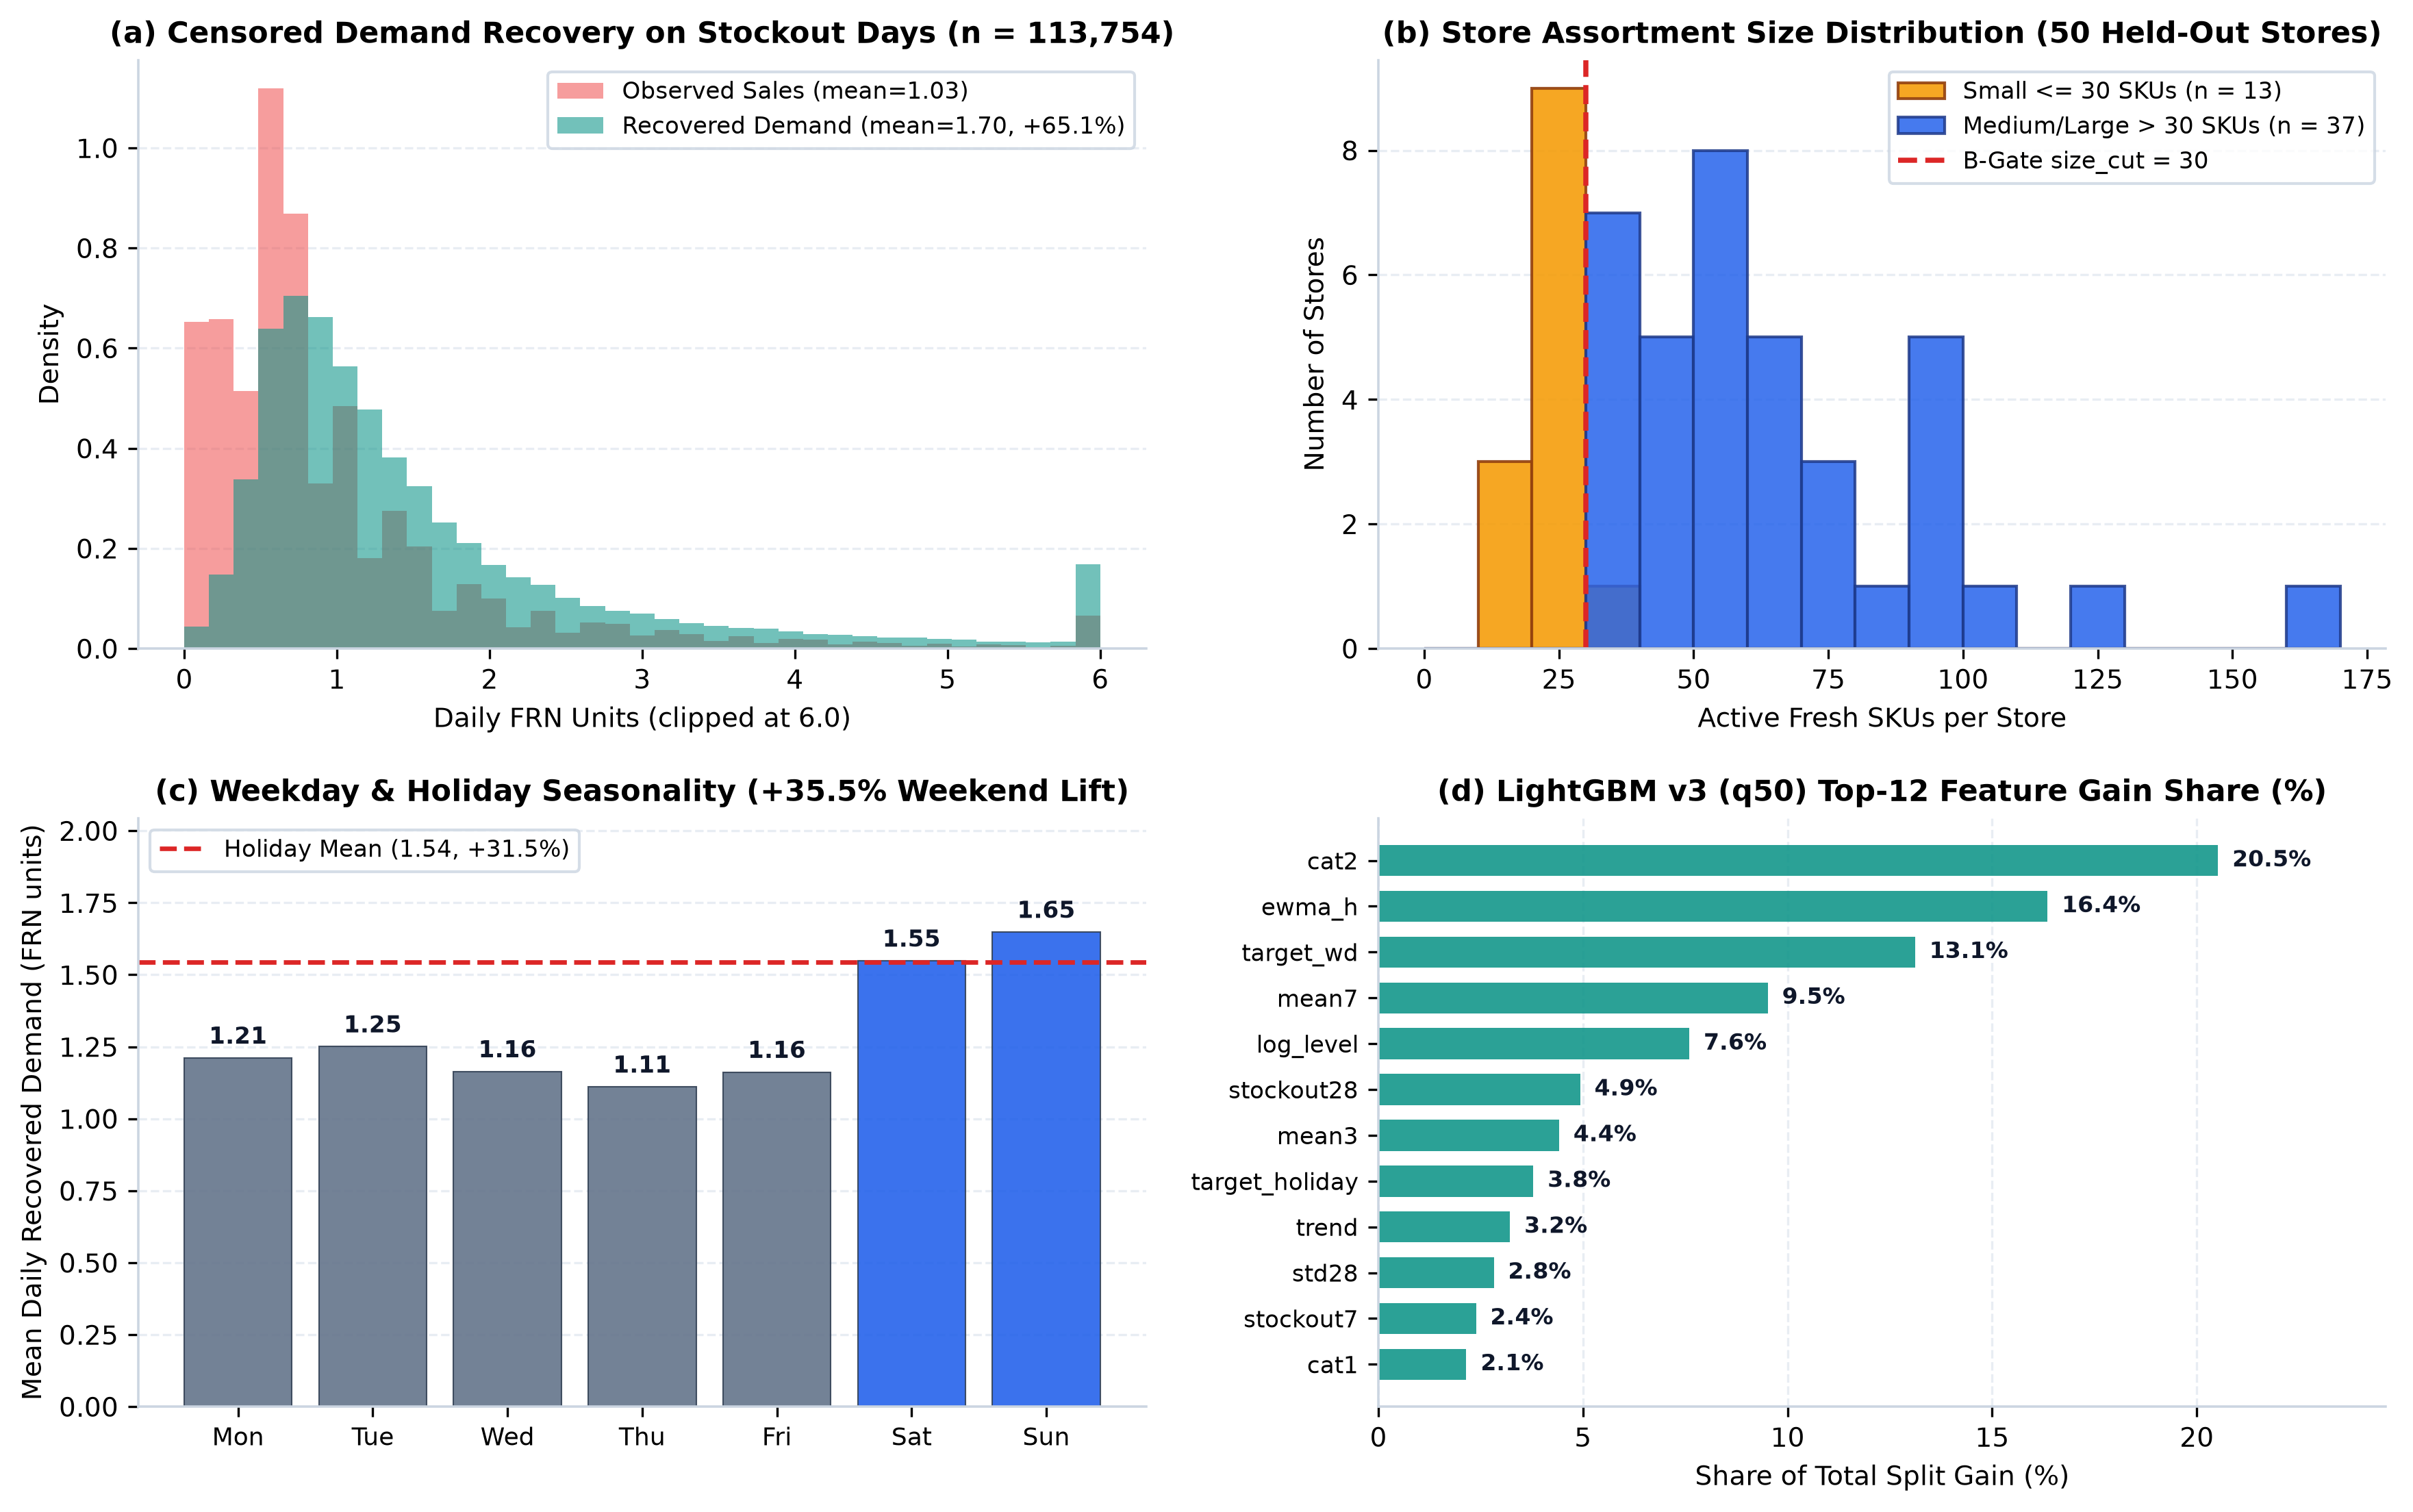 (a) Censored Demand Recovery on Stockout Days (n = 113,754)
Observed Sales (mean=1.03)
Recovered Demand (mean=1.70, +65.1%)
Density
1.0
0.8
0.6
0.4
0.2
0.0
0 1 2 3 4 5 6
Daily FRN Units (clipped at 6.0)
(b) Store Assortment Size Distribution (50 Held-Out Stores)
Small <= 30 SKUs (n = 13)
Medium/Large > 30 SKUs (n = 37)
B-Gate size_cut = 30
Number of Stores
8
6
4
2
0
0 25 50 75 100 125 150 175
Active Fresh SKUs per Store
(c) Weekday & Holiday Seasonality (+35.5% Weekend Lift)
Holiday Mean (1.54, +31.5%)
Mean Daily Recovered Demand (FRN units)
2.00
1.75
1.50
1.25
1.00
0.75
0.50
0.25
0.00
1.21 1.25 1.16 1.11 1.16 1.55 1.65
Mon Tue Wed Thu Fri Sat Sun
(d) LightGBM v3 (q50) Top-12 Feature Gain Share (%)
cat2 20.5%
ewma_h 16.4%
target_wd 13.1%
mean7 9.5%
log_level 7.6%
stockout28 4.9%
mean3 4.4%
target_holiday 3.8%
trend 3.2%
std28 2.8%
stockout7 2.4%
cat1 2.1%
0 5 10 15 20
Share of Total Split Gain (%)